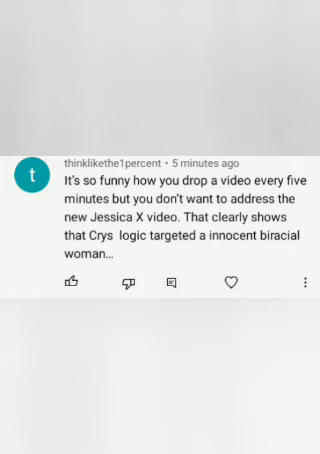 t
thinklikethe1percent • 5 minutes ago
It's so funny how you drop a video every five
minutes but you don't want to address the
new Jessica X video. That clearly shows
that Crys logic targeted a innocent biracial
woman...